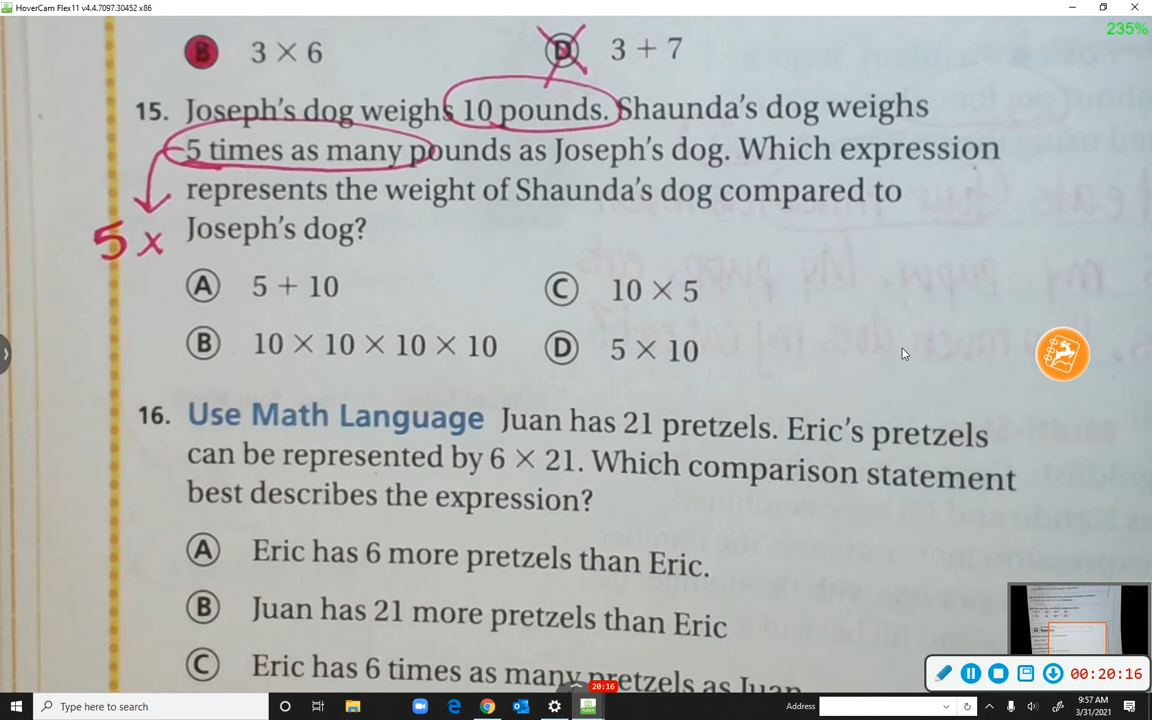 HoverCam Flex11 v4.4.7097.30452 x86
235%
B 3 × 6
D 3 + 7
15. Joseph's dog weighs 10 pounds. Shaunda's dog weighs
5 times as many pounds as Joseph's dog. Which expression
represents the weight of Shaunda's dog compared to
5 × Joseph's dog?
A 5 + 10
C 10 × 5
B 10 × 10 × 10 × 10
D 5 × 10
16. Use Math Language Juan has 21 pretzels. Eric's pretzels
can be represented by 6 × 21. Which comparison statement
best describes the expression?
A Eric has 6 more pretzels than Eric.
B Juan has 21 more pretzels than Eric
C Eric has 6 times as many pretzels as Juan
00:20:16
20:16
Type here to search
Address
9:57 AM
3/31/2021